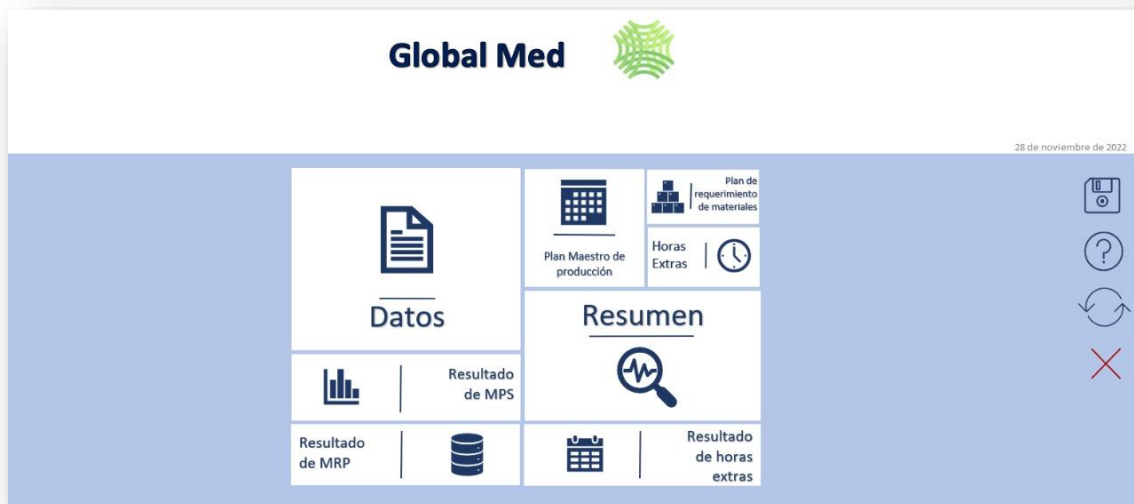 Global Med
28 de noviembre de 2022
Datos
Plan Maestro de
producción
Plan de
requerimiento
de materiales
Horas
Extras
Resumen
Resultado
de MPS
Resultado
de MRP
Resultado
de horas
extras